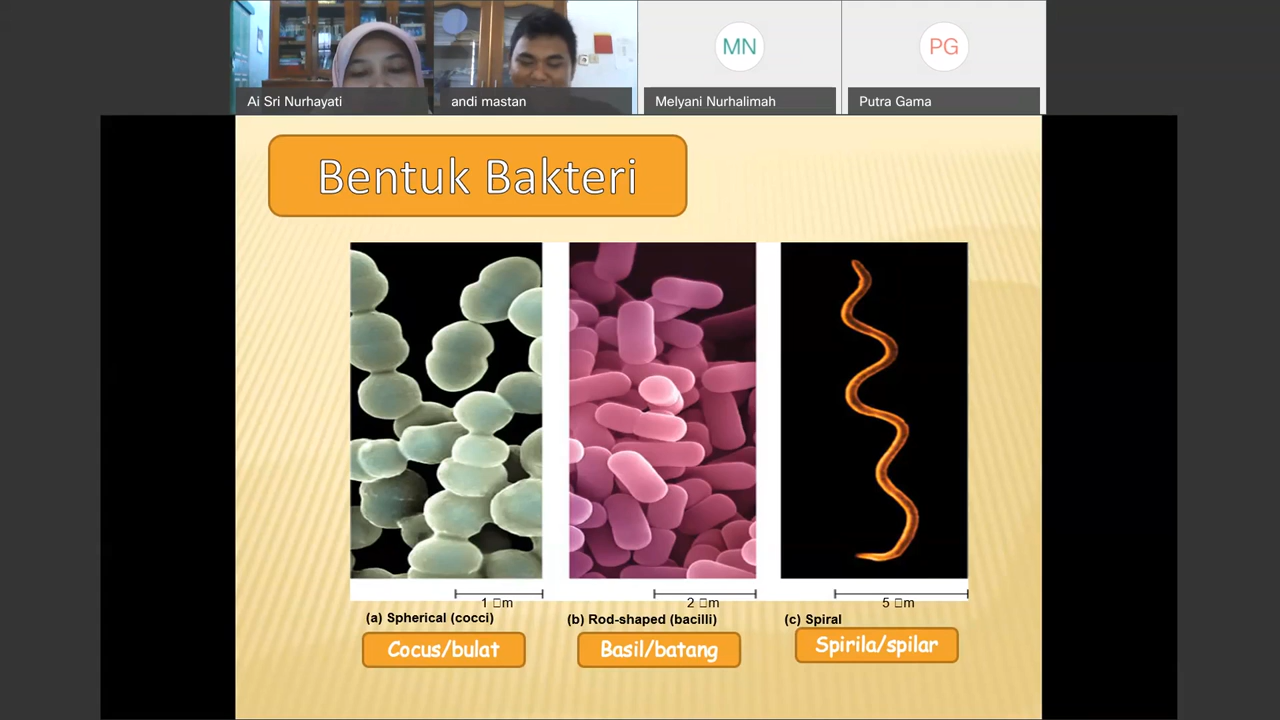 MN
PG
Ai Sri Nurhayati
andi mastan
Melyani Nurhalimah
Putra Gama
Bentuk Bakteri
1 □m
2 □m
5 □m
(a) Spherical (cocci)
(b) Rod-shaped (bacilli)
(c) Spiral
Cocus/bulat
Basil/batang
Spirila/spilar